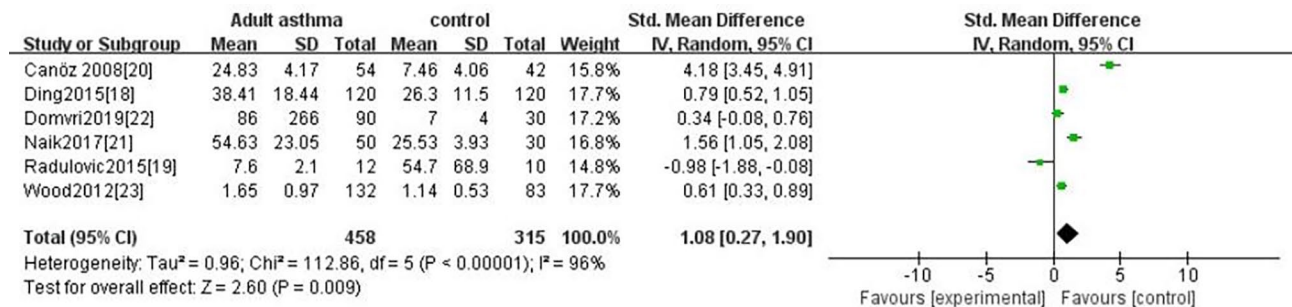 Adult asthma control Std. Mean Difference Std. Mean Difference
Study or Subgroup Mean SD Total Mean SD Total Weight IV, Random, 95% CI IV, Random, 95% CI
Canöz 2008[20] 24.83 4.17 54 7.46 4.06 42 15.8% 4.18 [3.45, 4.91]
Ding2015[18] 38.41 18.44 120 26.3 11.5 120 17.7% 0.79 [0.52, 1.05]
Domvri2019[22] 86 266 90 7 4 30 17.2% 0.34 [-0.08, 0.76]
Naik2017[21] 54.63 23.05 50 25.53 3.93 30 16.8% 1.56 [1.05, 2.08]
Radulovic2015[19] 7.6 2.1 12 54.7 68.9 10 14.8% -0.98 [-1.88, -0.08]
Wood2012[23] 1.65 0.97 132 1.14 0.53 83 17.7% 0.61 [0.33, 0.89]
Total (95% CI) 458 315 100.0% 1.08 [0.27, 1.90]
Heterogeneity: Tau² = 0.96; Chi² = 112.86, df = 5 (P < 0.00001); I² = 96%
Test for overall effect: Z = 2.60 (P = 0.009)
-10 -5 0 5 10
Favours [experimental] Favours [control]